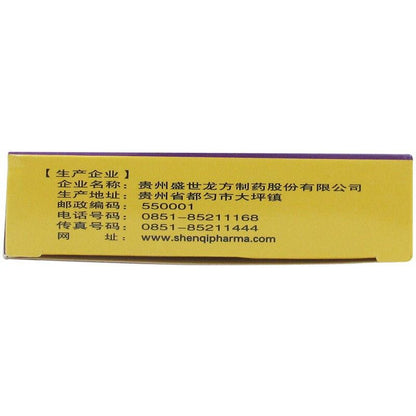 【生产企业】
企业名称：贵州盛世龙方制药股份有限公司
生产地址：贵州省都匀市大坪镇
邮政编码：550001
电话号码：0851-85211168
传真号码：0851-85211444
网　　址：www.shenqipharma.com